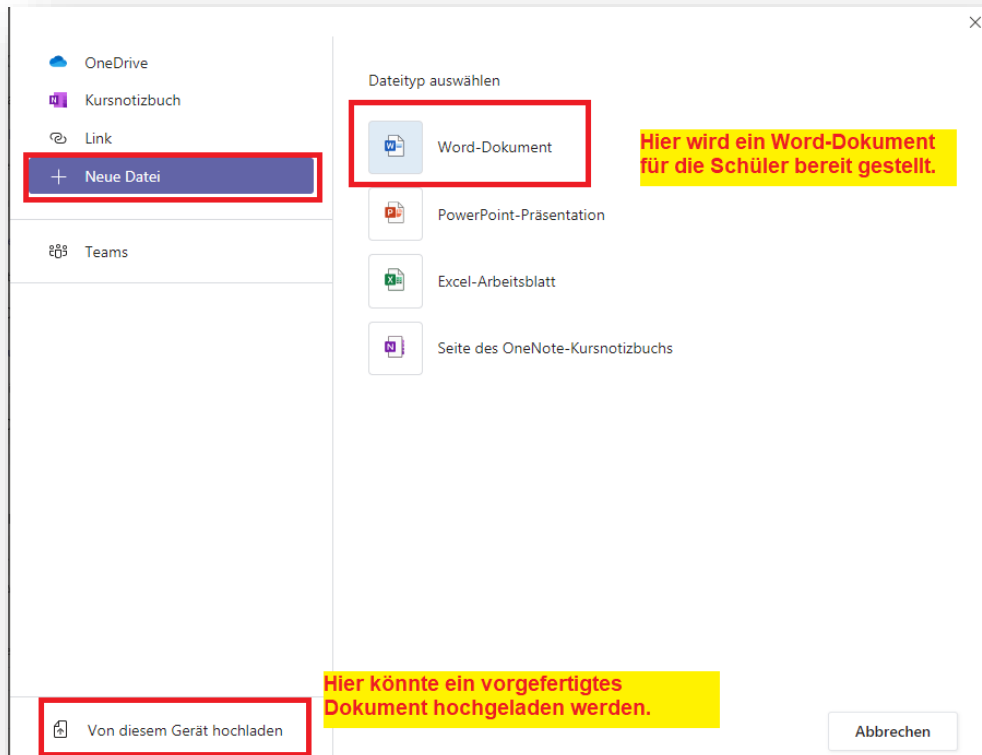 OneDrive
Kursnotizbuch
Link
Neue Datei
Teams
Von diesem Gerät hochladen
Dateityp auswählen
Word-Dokument
PowerPoint-Präsentation
Excel-Arbeitsblatt
Seite des OneNote-Kursnotizbuchs
Hier wird ein Word-Dokument
für die Schüler bereit gestellt.
Hier könnte ein vorgefertigtes
Dokument hochgeladen werden.
Abbrechen